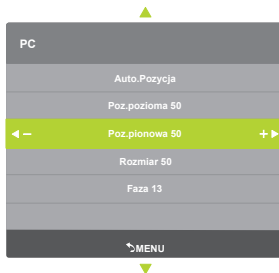 PC
Auto.Pozycja
Poz.pozioma 50
– Poz.pionowa 50 +
Rozmiar 50
Faza 13
MENU